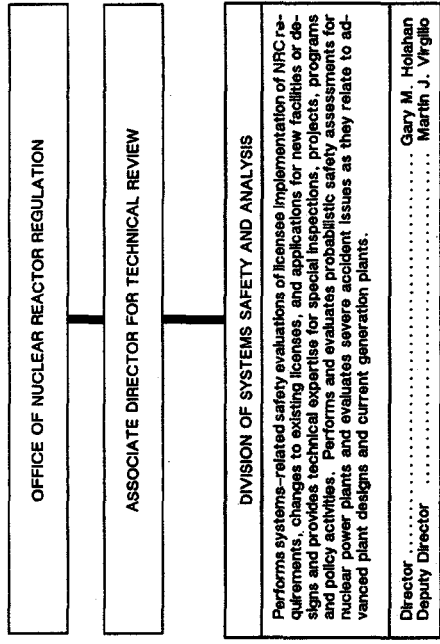 OFFICE OF NUCLEAR REACTOR REGULATION
ASSOCIATE DIRECTOR FOR TECHNICAL REVIEW
DIVISION OF SYSTEMS SAFETY AND ANALYSIS
Performs systems–related safety evaluations of licensee implementation of NRC re-
quirements, changes to existing licenses, and applications for new facilities or de-
signs and provides technical expertise for special inspections, projects, programs
and policy activities. Performs and evaluates probabilistic safety assessments for
nuclear power plants and evaluates severe accident issues as they relate to ad-
vanced plant designs and current generation plants.
Director .......................... Gary M. Holahan
Deputy Director .................. Martin J. Virgilio